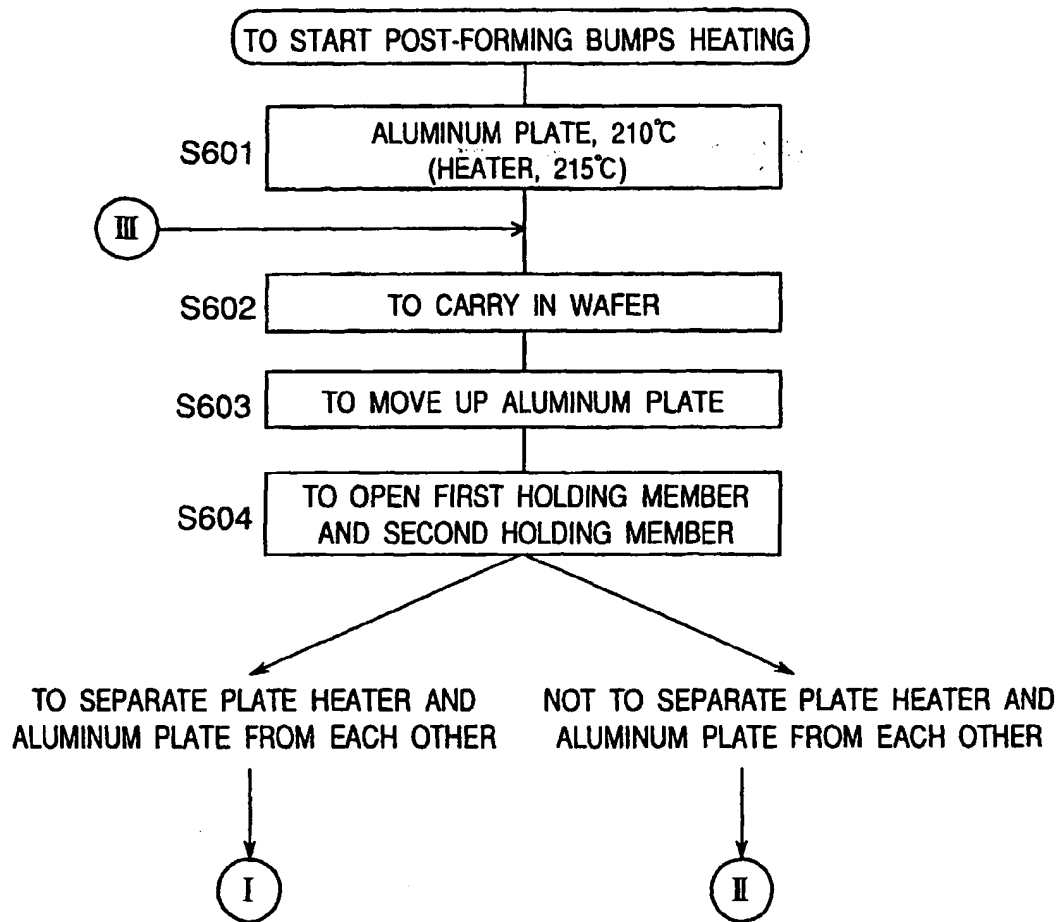 TO START POST-FORMING BUMPS HEATING
S601
ALUMINUM PLATE, 210℃
(HEATER, 215℃)
III
S602
TO CARRY IN WAFER
S603
TO MOVE UP ALUMINUM PLATE
S604
TO OPEN FIRST HOLDING MEMBER
AND SECOND HOLDING MEMBER
TO SEPARATE PLATE HEATER AND
ALUMINUM PLATE FROM EACH OTHER
NOT TO SEPARATE PLATE HEATER AND
ALUMINUM PLATE FROM EACH OTHER
I
II